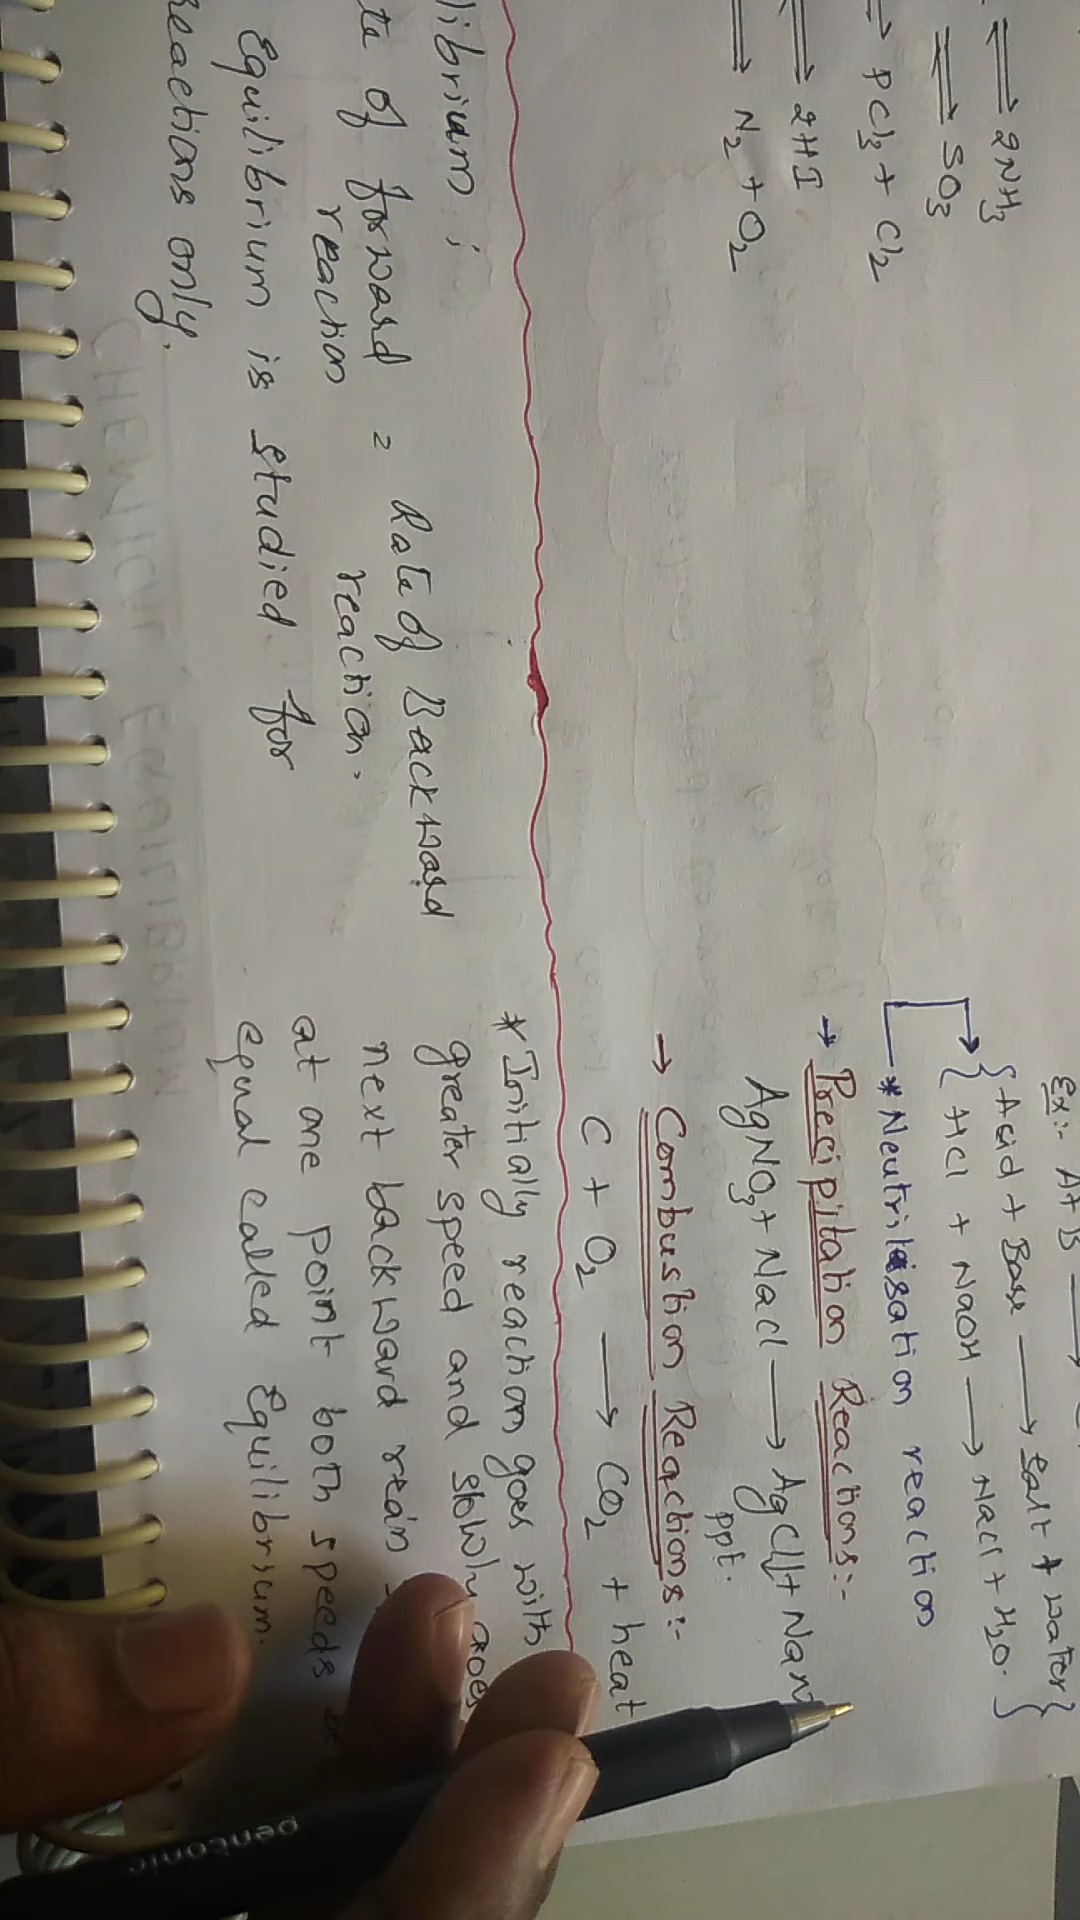 ⇌ 2NH₃
⇌ SO₃
⇌ PCl₃ + Cl₂
⇌ 2HI
⇌ N₂ + O₂
librium :
te of forward = Rate of Backward
reaction reaction.
Equilibrium is studied for
reactions only.
Ex:- A+B →
{Acid + Base → salt + water}
{HCl + NaOH → NaCl + H₂O.}
*Neutrilisation reaction
→ Precipitation Reactions:-
AgNO₃ + NaCl → AgCl↓ +
ppt.
→ Combustion Reactions:-
C + O₂ → CO₂ + heat
* Initially reaction goes with
greater speed and slowly goes
next backward
at one point both speeds
equal called Equilibrium.
pentonic